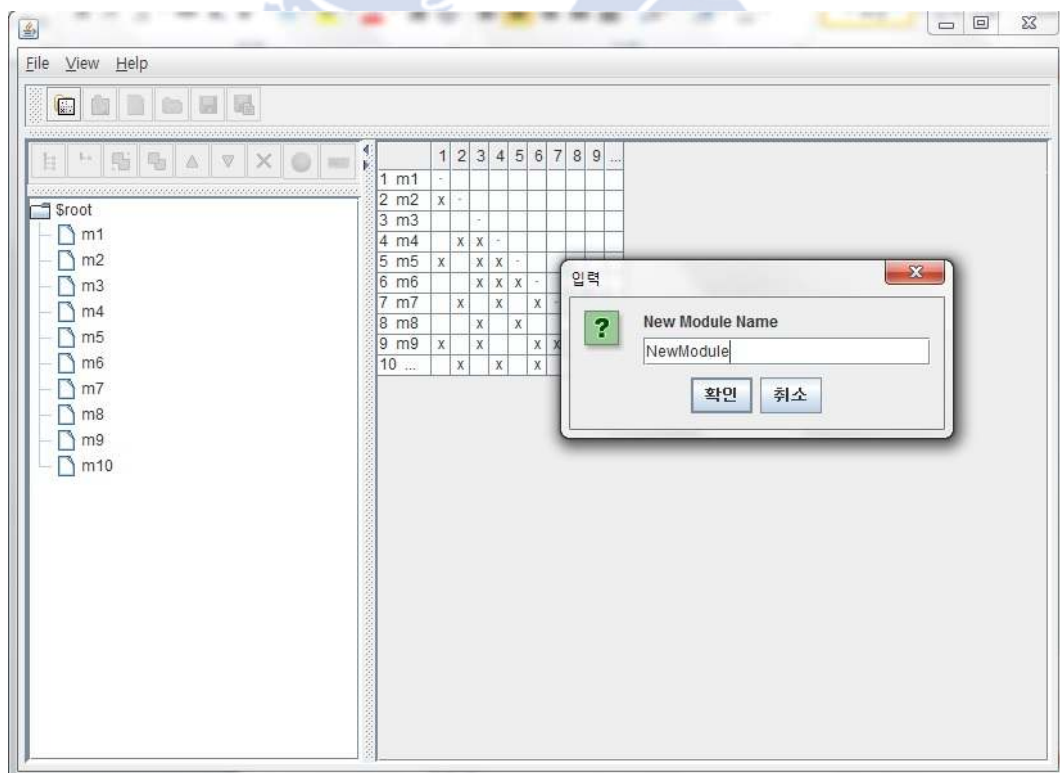 File View Help
1 2 3 4 5 6 7 8 9 ...
1 m1 -
2 m2 x -
3 m3 -
4 m4 x x -
5 m5 x x x -
6 m6 x x x -
7 m7 x x x -
8 m8 x x
9 m9 x x x x
10 ... x x x
$root
m1
m2
m3
m4
m5
m6
m7
m8
m9
m10
입력
New Module Name
NewModule
확인 취소